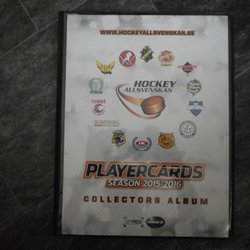 WWW.HOCKEYALLSVENSKAN.SE
HOCKEY
ALLSVENSKAN
PLAYERCARDS
SEASON 2015-2016
COLLECTORS ALBUM